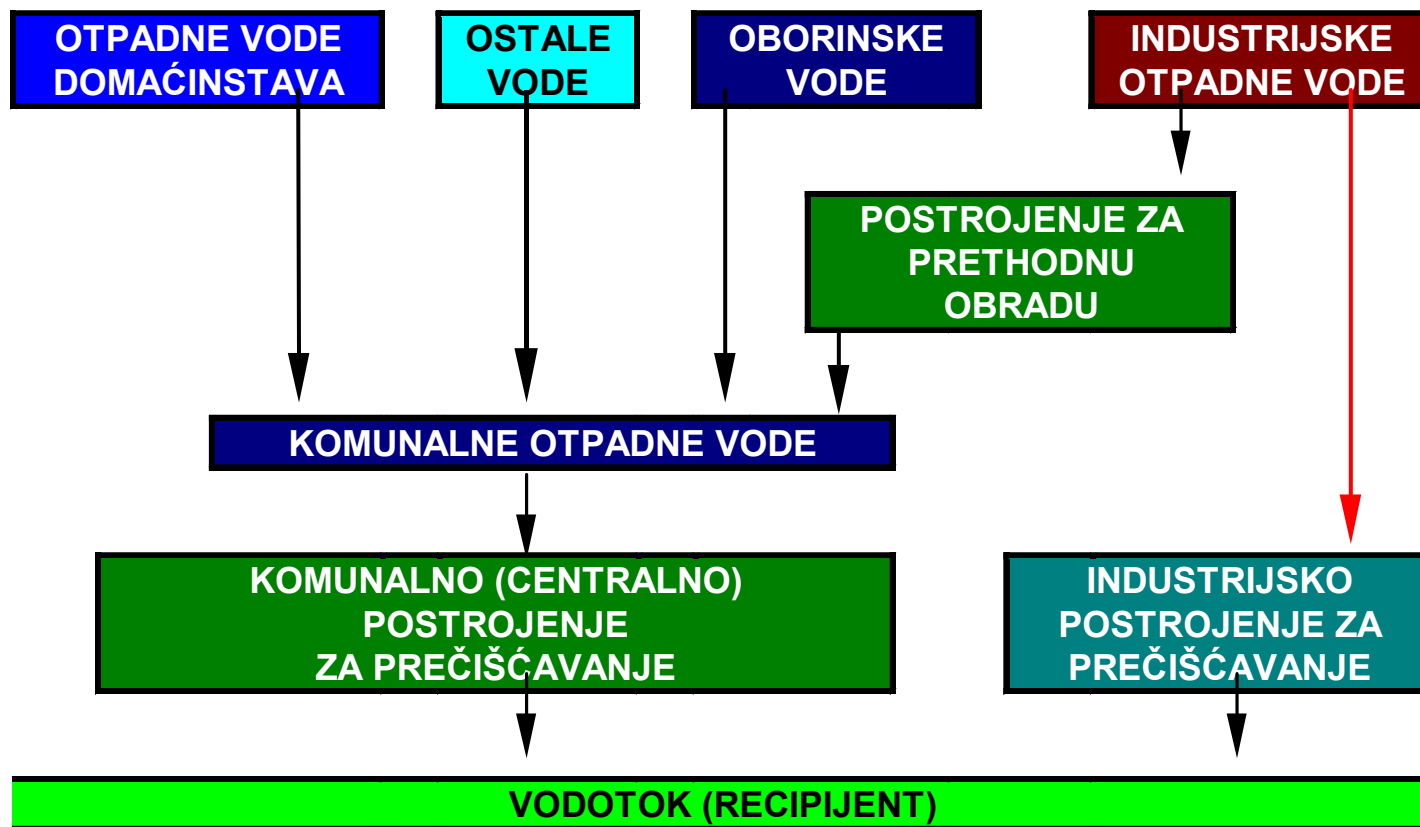 OTPADNE VODE
DOMAĆINSTAVA
OSTALE
VODE
OBORINSKE
VODE
INDUSTRIJSKE
OTPADNE VODE
POSTROJENJE ZA
PRETHODNU
OBRADU
KOMUNALNE OTPADNE VODE
KOMUNALNO (CENTRALNO)
POSTROJENJE
ZA PREČIŠĆAVANJE
INDUSTRIJSKO
POSTROJENJE ZA
PREČIŠĆAVANJE
VODOTOK (RECIPIJENT)